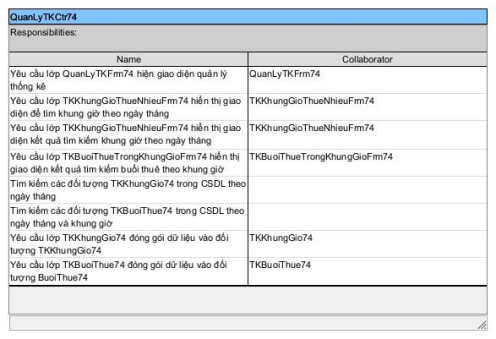 QuanLyTKCtr74
Responsibilities:
Name Collaborator
Yêu cầu lớp QuanLyTKFrm74 hiện giao diện quản lý QuanLyTKFrm74
thống kê
Yêu cầu lớp TKKhungGioThueNhieuFrm74 hiển thị giao TKKhungGioThueNhieuFrm74
diện để tìm khung giờ theo ngày tháng
Yêu cầu lớp TKKhungGioThueNhieuFrm74 hiển thị giao TKKhungGioThueNhieuFrm74
diện kết quả tìm kiếm khung giờ theo ngày tháng
Yêu cầu lớp TKBuoiThueTrongKhungGioFrm74 hiển thị TKBuoiThueTrongKhungGioFrm74
giao diện kết quả tìm kiếm buổi thuê theo khung giờ
Tìm kiếm các đối tượng TKKhungGio74 trong CSDL theo
ngày tháng
Tìm kiếm các đối tượng TKBuoiThue74 trong CSDL theo
ngày tháng và khung giờ
Yêu cầu lớp TKKhungGio74 đóng gói dữ liệu vào đối TKKhungGio74
tượng TKKhungGio74
Yêu cầu lớp TKBuoiThue74 đóng gói dữ liệu vào đối TKBuoiThue74
tượng BuoiThue74